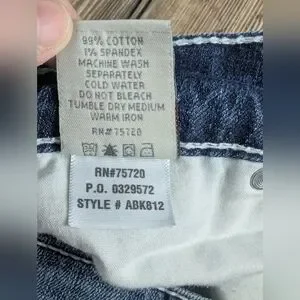 99% COTTON
1% SPANDEX
MACHINE WASH
SEPARATELY
COLD WATER
DO NOT BLEACH
TUMBLE DRY MEDIUM
WARM IRON
RN#75720
RN#75720
P.O. 0329572
STYLE # ABK812